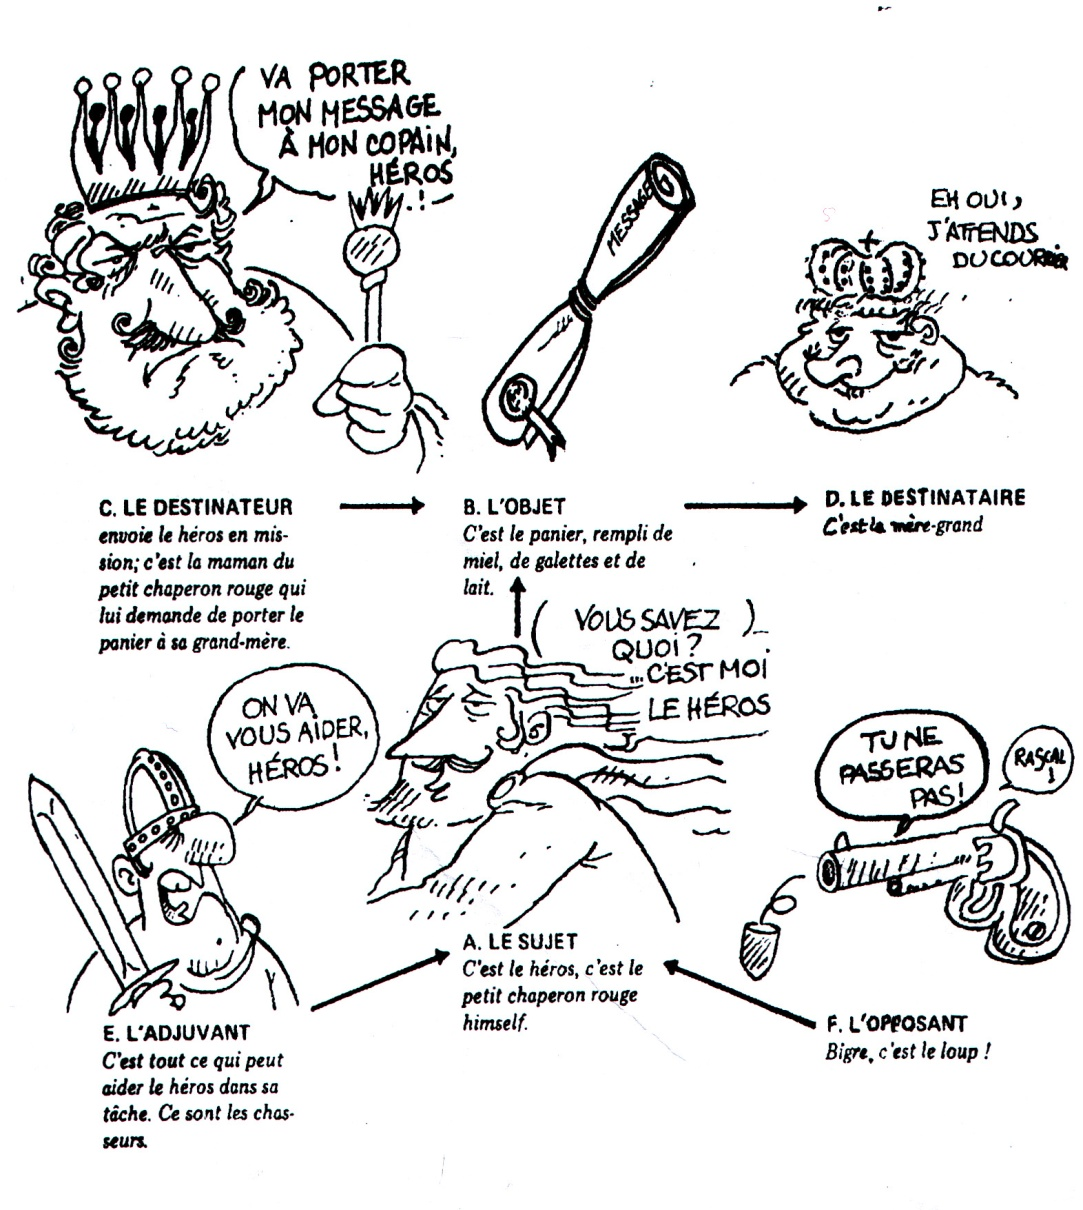 VA PORTER
MON MESSAGE
À MON COPAIN,
HÉROS
.!
MESSAGE
EH OUI,
J'ATTENDS
DU COURRIER
C. LE DESTINATEUR
envoie le héros en mis-
sion; c'est la maman du
petit chaperon rouge qui
lui demande de porter le
panier à sa grand-mère.
B. L'OBJET
C'est le panier, rempli de
miel, de galettes et de
lait.
D. LE DESTINATAIRE
C'est la mère-grand
VOUS SAVEZ
QUOI?
...C'EST MOI
LE HÉROS
ON VA
VOUS AIDER,
HÉROS!
TU NE
PASSERAS
PAS!
RASCAL
!
A. LE SUJET
C'est le héros, c'est le
petit chaperon rouge
himself.
E. L'ADJUVANT
C'est tout ce qui peut
aider le héros dans sa
tâche. Ce sont les chas-
seurs.
F. L'OPPOSANT
Bigre, c'est le loup !